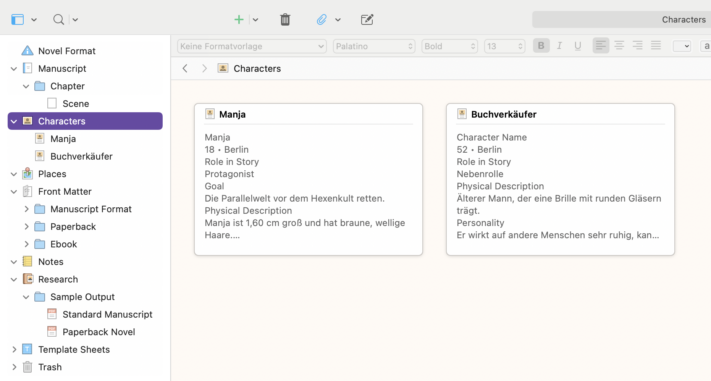 Characters
Keine Formatvorlage
Palatino
Bold
13
B
I
U
a
Novel Format
Manuscript
Chapter
Scene
Characters
Manja
Buchverkäufer
Places
Front Matter
Manuscript Format
Paperback
Ebook
Notes
Research
Sample Output
Standard Manuscript
Paperback Novel
Template Sheets
Trash
Characters
Manja
Manja
18 • Berlin
Role in Story
Protagonist
Goal
Die Parallelwelt vor dem Hexenkult retten.
Physical Description
Manja ist 1,60 cm groß und hat braune, wellige
Haare....
Buchverkäufer
Character Name
52 • Berlin
Role in Story
Nebenrolle
Physical Description
Älterer Mann, der eine Brille mit runden Gläsern
trägt.
Personality
Er wirkt auf andere Menschen sehr ruhig, kan...